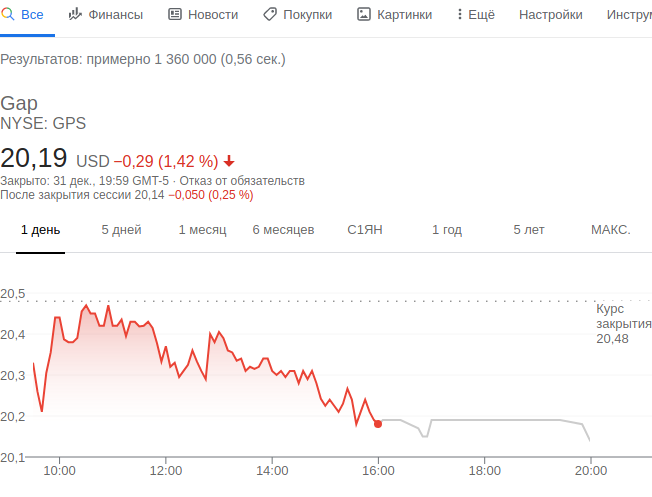 Все Финансы Новости Покупки Картинки Ещё Настройки Инструм
Результатов: примерно 1 360 000 (0,56 сек.)
Gap
NYSE: GPS
20,19 USD −0,29 (1,42 %)
Закрыто: 31 дек., 19:59 GMT-5 · Отказ от обязательств
После закрытия сессии 20,14 −0,050 (0,25 %)
1 день 5 дней 1 месяц 6 месяцев С1ЯН 1 год 5 лет МАКС.
20,5
Курс
закрытия
20,48
20,4
20,3
20,2
20,1
10:00 12:00 14:00 16:00 18:00 20:00